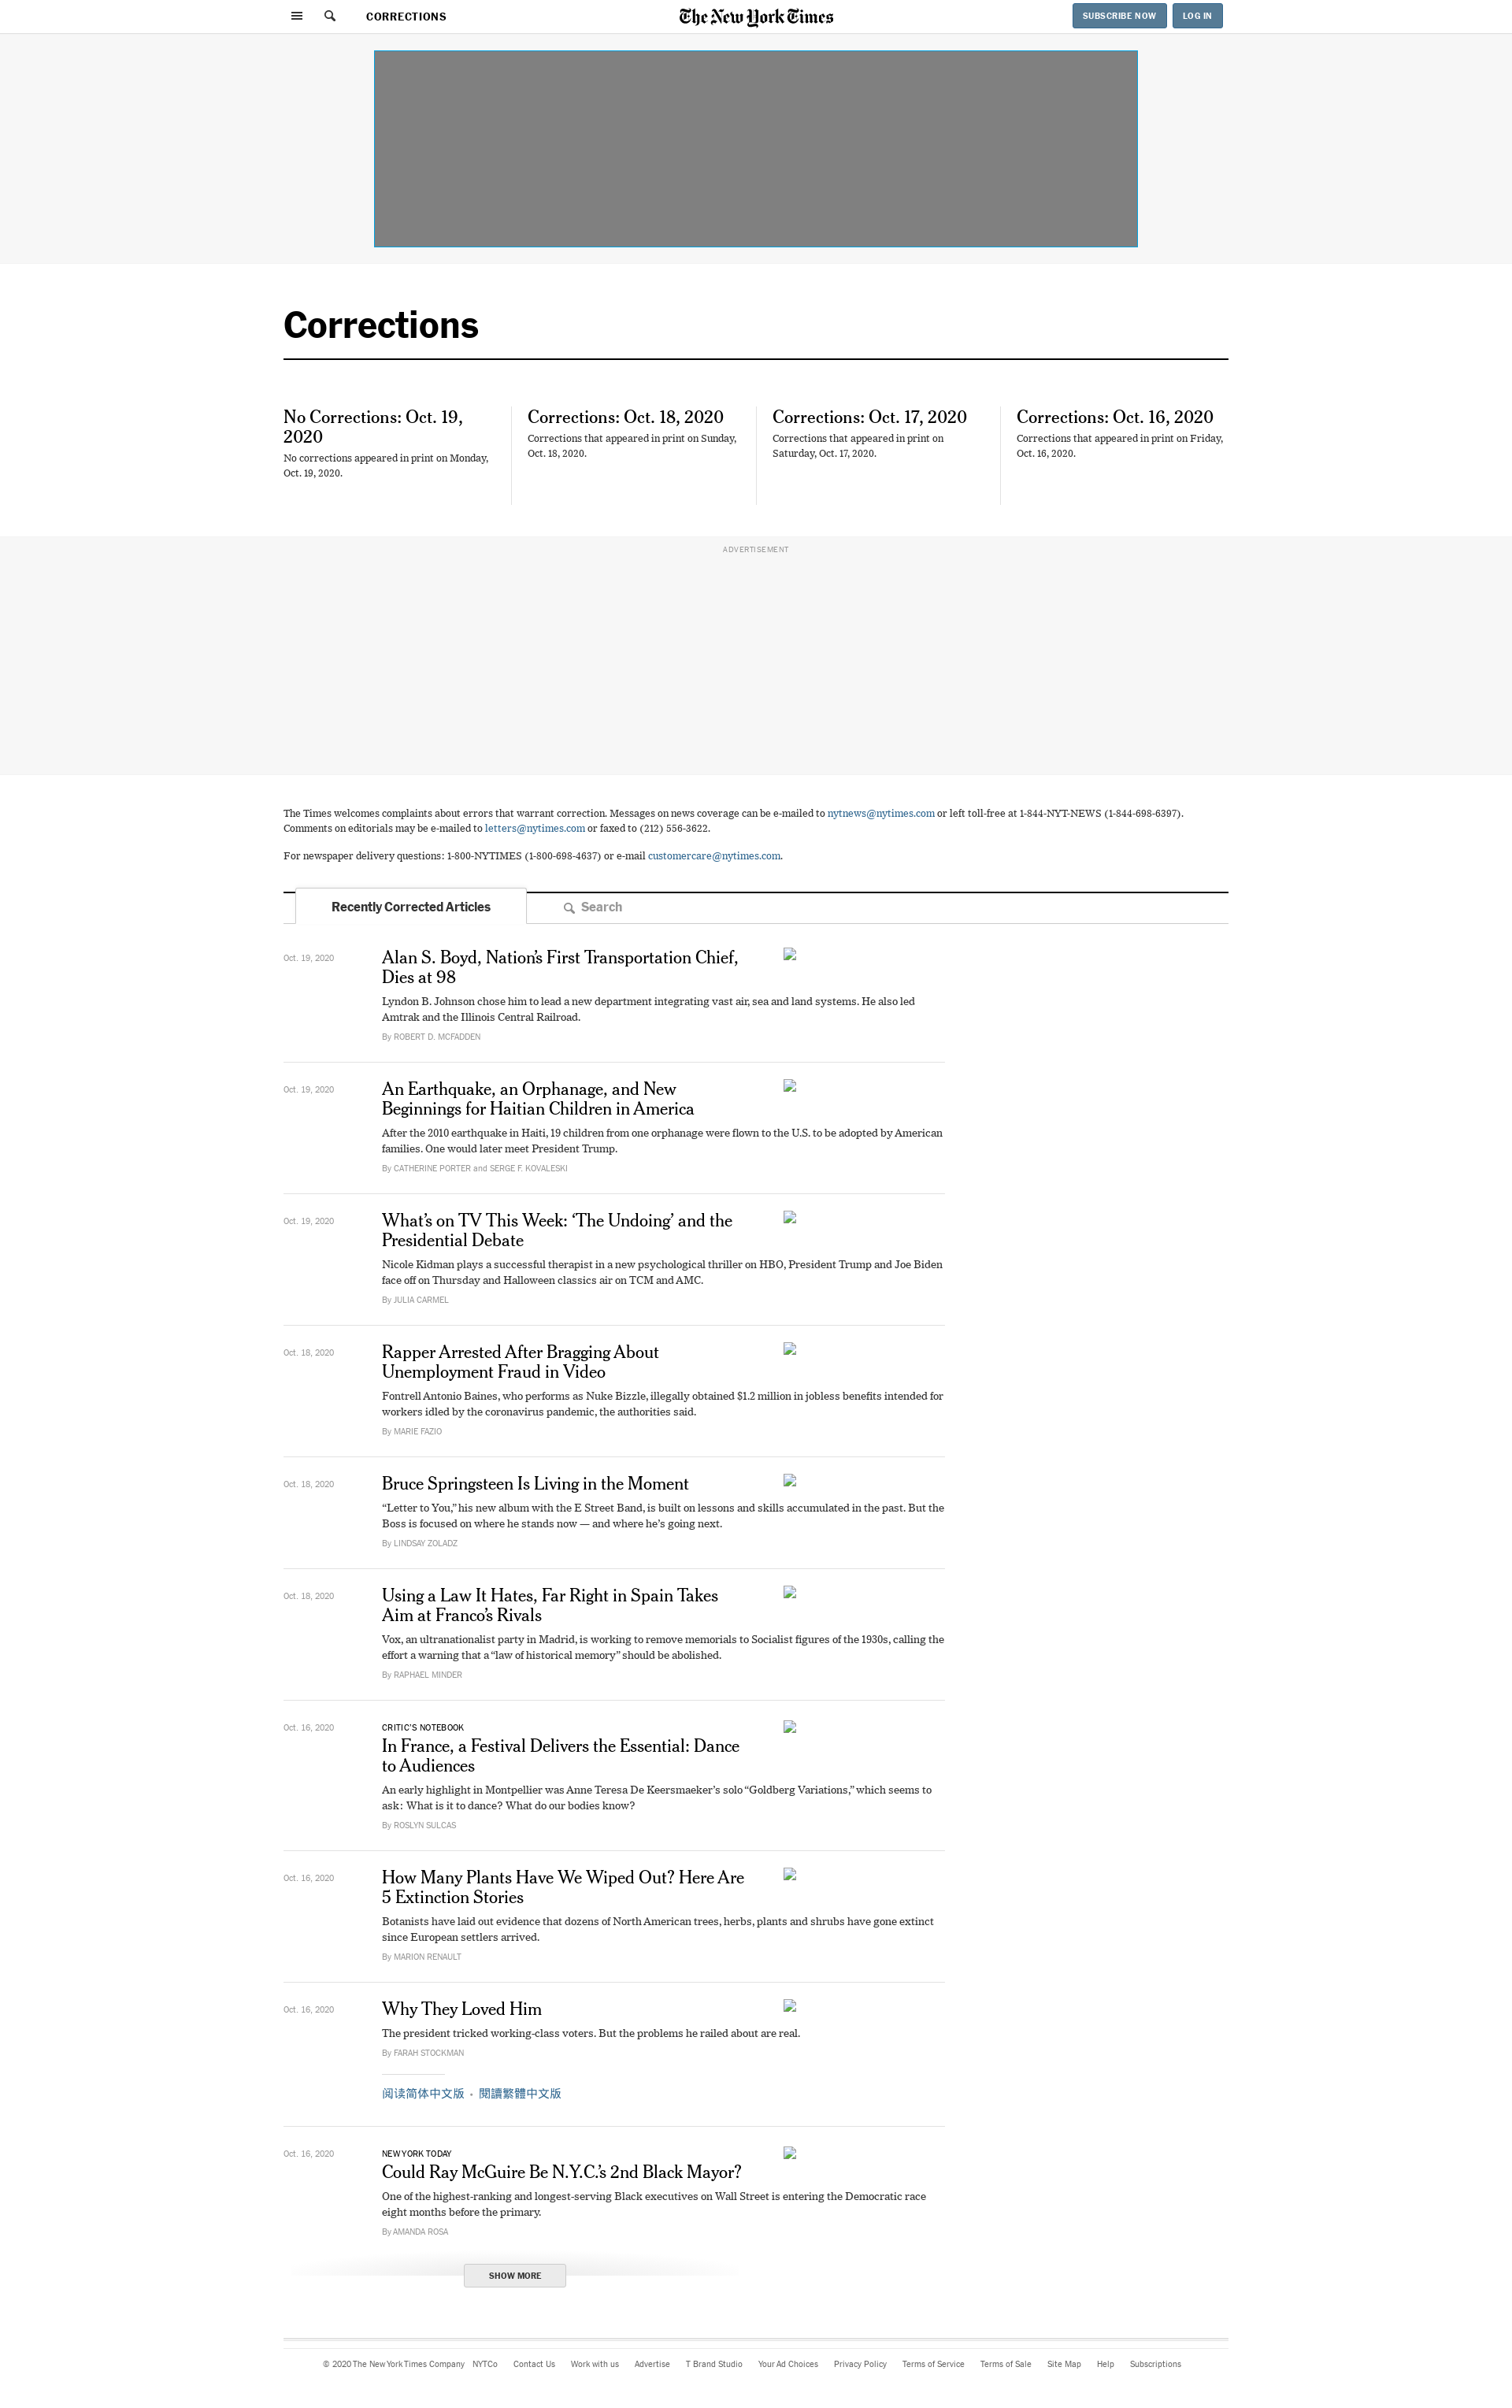 CORRECTIONS
The New York Times
SUBSCRIBE NOW
LOG IN
Corrections
No Corrections: Oct. 19,
2020
No corrections appeared in print on Monday,
Oct. 19, 2020.
Corrections: Oct. 18, 2020
Corrections that appeared in print on Sunday,
Oct. 18, 2020.
Corrections: Oct. 17, 2020
Corrections that appeared in print on
Saturday, Oct. 17, 2020.
Corrections: Oct. 16, 2020
Corrections that appeared in print on Friday,
Oct. 16, 2020.
ADVERTISEMENT
The Times welcomes complaints about errors that warrant correction. Messages on news coverage can be e-mailed to nytnews@nytimes.com or left toll-free at 1-844-NYT-NEWS (1-844-698-6397).
Comments on editorials may be e-mailed to letters@nytimes.com or faxed to (212) 556-3622.
For newspaper delivery questions: 1-800-NYTIMES (1-800-698-4637) or e-mail customercare@nytimes.com.
Recently Corrected Articles
Search
Oct. 19, 2020
Alan S. Boyd, Nation’s First Transportation Chief,
Dies at 98
Lyndon B. Johnson chose him to lead a new department integrating vast air, sea and land systems. He also led
Amtrak and the Illinois Central Railroad.
By ROBERT D. MCFADDEN
Oct. 19, 2020
An Earthquake, an Orphanage, and New
Beginnings for Haitian Children in America
After the 2010 earthquake in Haiti, 19 children from one orphanage were flown to the U.S. to be adopted by American
families. One would later meet President Trump.
By CATHERINE PORTER and SERGE F. KOVALESKI
Oct. 19, 2020
What’s on TV This Week: ‘The Undoing’ and the
Presidential Debate
Nicole Kidman plays a successful therapist in a new psychological thriller on HBO, President Trump and Joe Biden
face off on Thursday and Halloween classics air on TCM and AMC.
By JULIA CARMEL
Oct. 18, 2020
Rapper Arrested After Bragging About
Unemployment Fraud in Video
Fontrell Antonio Baines, who performs as Nuke Bizzle, illegally obtained $1.2 million in jobless benefits intended for
workers idled by the coronavirus pandemic, the authorities said.
By MARIE FAZIO
Oct. 18, 2020
Bruce Springsteen Is Living in the Moment
“Letter to You,” his new album with the E Street Band, is built on lessons and skills accumulated in the past. But the
Boss is focused on where he stands now — and where he’s going next.
By LINDSAY ZOLADZ
Oct. 18, 2020
Using a Law It Hates, Far Right in Spain Takes
Aim at Franco’s Rivals
Vox, an ultranationalist party in Madrid, is working to remove memorials to Socialist figures of the 1930s, calling the
effort a warning that a “law of historical memory” should be abolished.
By RAPHAEL MINDER
Oct. 16, 2020
CRITIC’S NOTEBOOK
In France, a Festival Delivers the Essential: Dance
to Audiences
An early highlight in Montpellier was Anne Teresa De Keersmaeker’s solo “Goldberg Variations,” which seems to
ask: What is it to dance? What do our bodies know?
By ROSLYN SULCAS
Oct. 16, 2020
How Many Plants Have We Wiped Out? Here Are
5 Extinction Stories
Botanists have laid out evidence that dozens of North American trees, herbs, plants and shrubs have gone extinct
since European settlers arrived.
By MARION RENAULT
Oct. 16, 2020
Why They Loved Him
The president tricked working-class voters. But the problems he railed about are real.
By FARAH STOCKMAN
阅读简体中文版 • 閱讀繁體中文版
Oct. 16, 2020
NEW YORK TODAY
Could Ray McGuire Be N.Y.C.’s 2nd Black Mayor?
One of the highest-ranking and longest-serving Black executives on Wall Street is entering the Democratic race
eight months before the primary.
By AMANDA ROSA
SHOW MORE
© 2020 The New York Times Company NYTCo Contact Us Work with us Advertise T Brand Studio Your Ad Choices Privacy Policy Terms of Service Terms of Sale Site Map Help Subscriptions